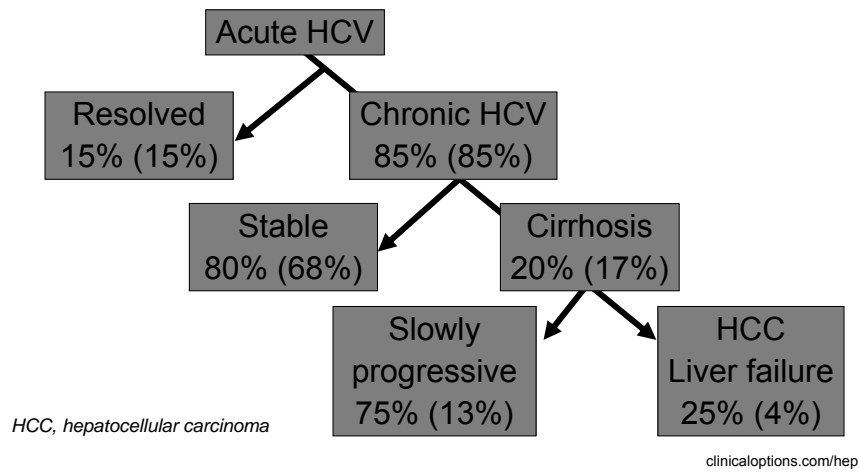 Acute HCV
Resolved
15% (15%)
Chronic HCV
85% (85%)
Stable
80% (68%)
Cirrhosis
20% (17%)
Slowly
progressive
75% (13%)
HCC
Liver failure
25% (4%)
HCC, hepatocellular carcinoma
clinicaloptions.com/hep